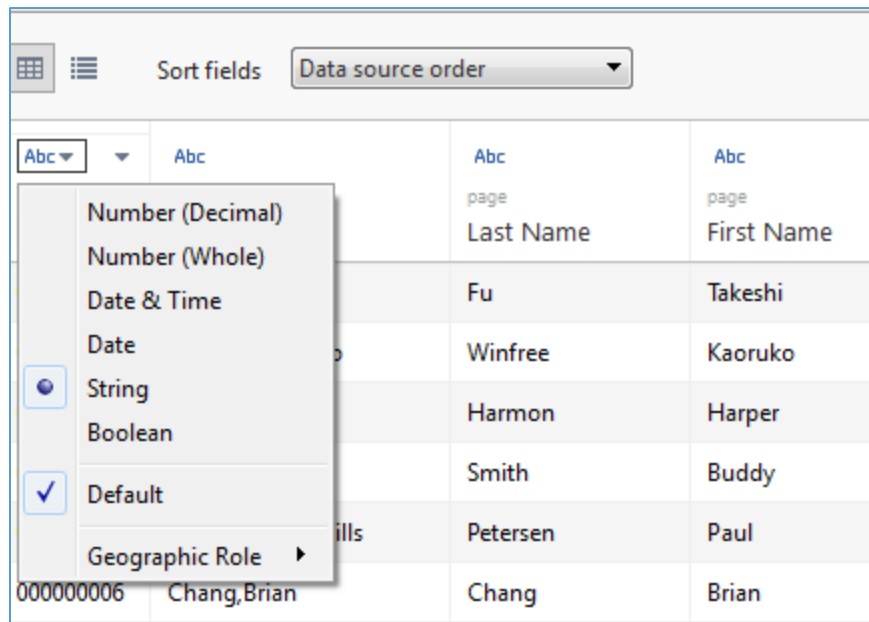 Sort fields Data source order
Abc Abc Abc Abc
page page
Last Name First Name
Number (Decimal)
Number (Whole)
Date & Time
Date
String
Boolean
Default
Geographic Role
Fu Takeshi
Winfree Kaoruko
Harmon Harper
Smith Buddy
ills Petersen Paul
000000006 Chang,Brian Chang Brian